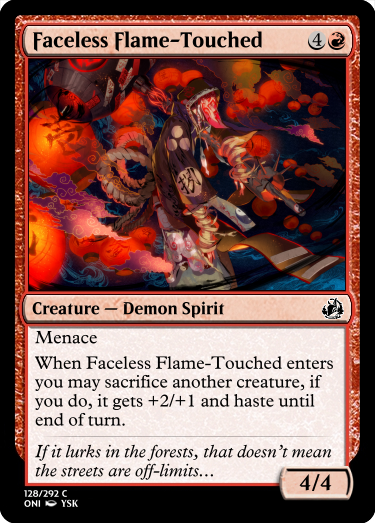 Faceless Flame-Touched 4
Creature — Demon Spirit
Menace
When Faceless Flame-Touched enters
you may sacrifice another creature, if
you do, it gets +2/+1 and haste until
end of turn.
If it lurks in the forests, that doesn't mean
the streets are off-limits…
4/4
128/292 C
ONI YSK